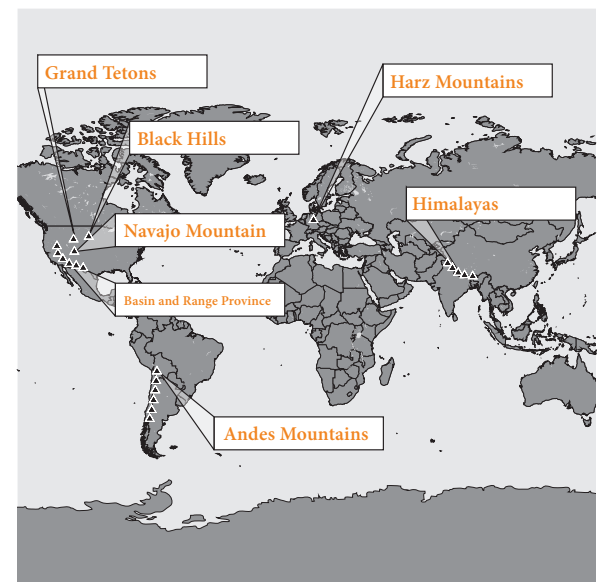 Grand Tetons
Harz Mountains
Black Hills
Himalayas
Navajo Mountain
Basin and Range Province
Andes Mountains